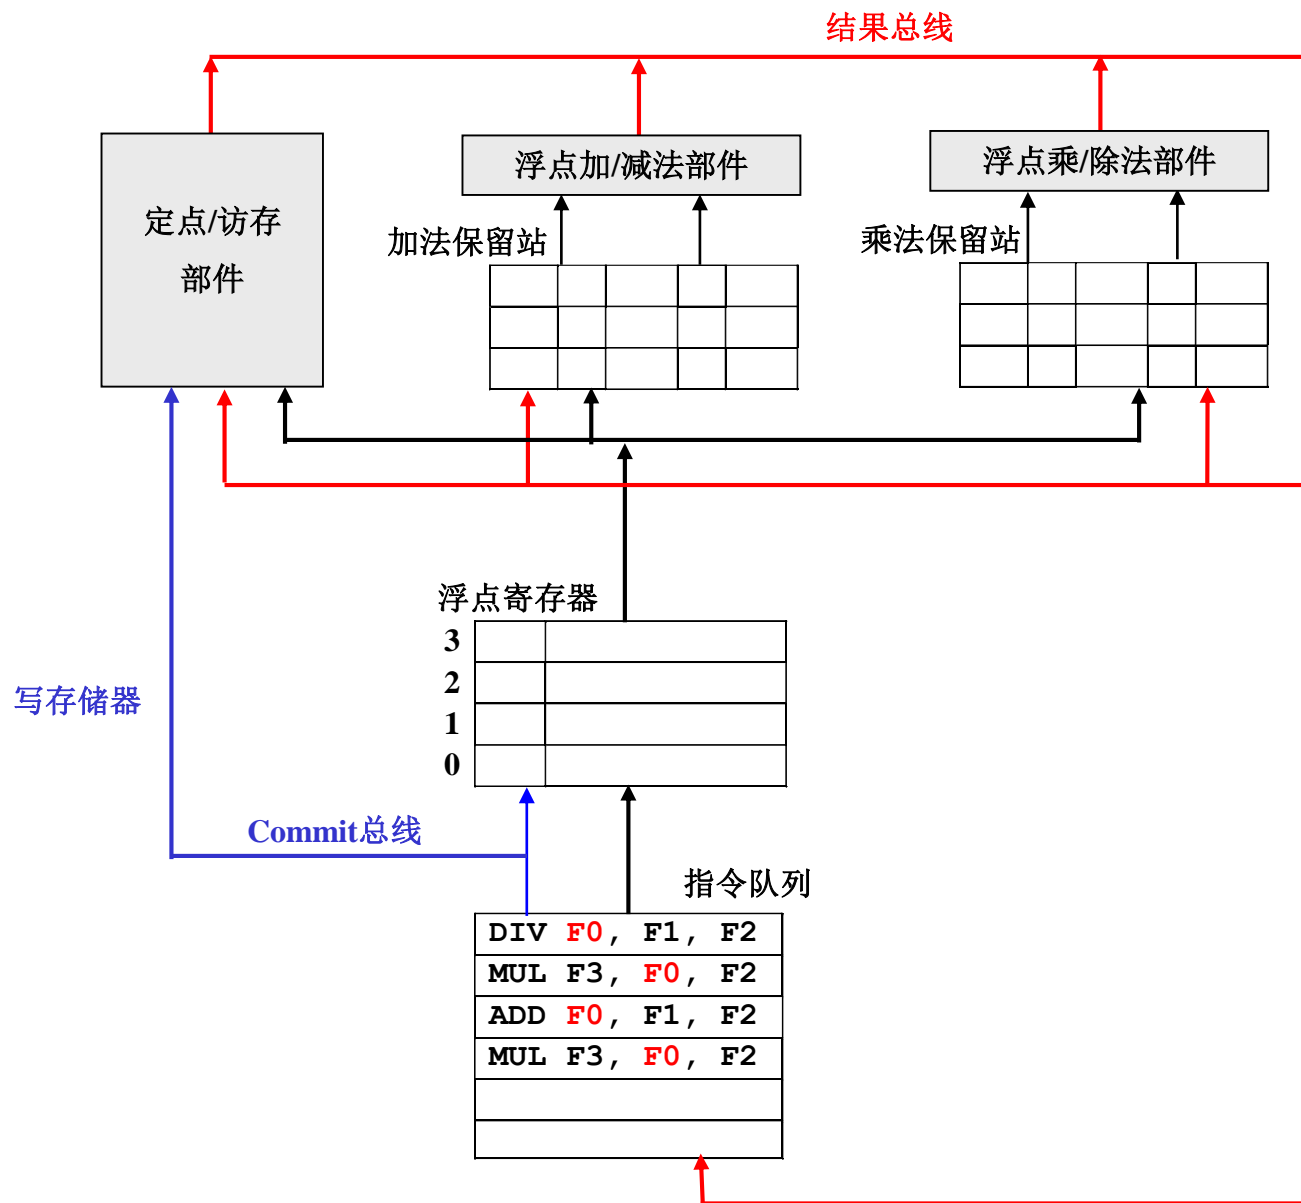 结果总线
定点/访存
部件
浮点加/减法部件
浮点乘/除法部件
加法保留站
乘法保留站
浮点寄存器
3
2
1
0
写存储器
Commit总线
指令队列
DIV F0, F1, F2
MUL F3, F0, F2
ADD F0, F1, F2
MUL F3, F0, F2